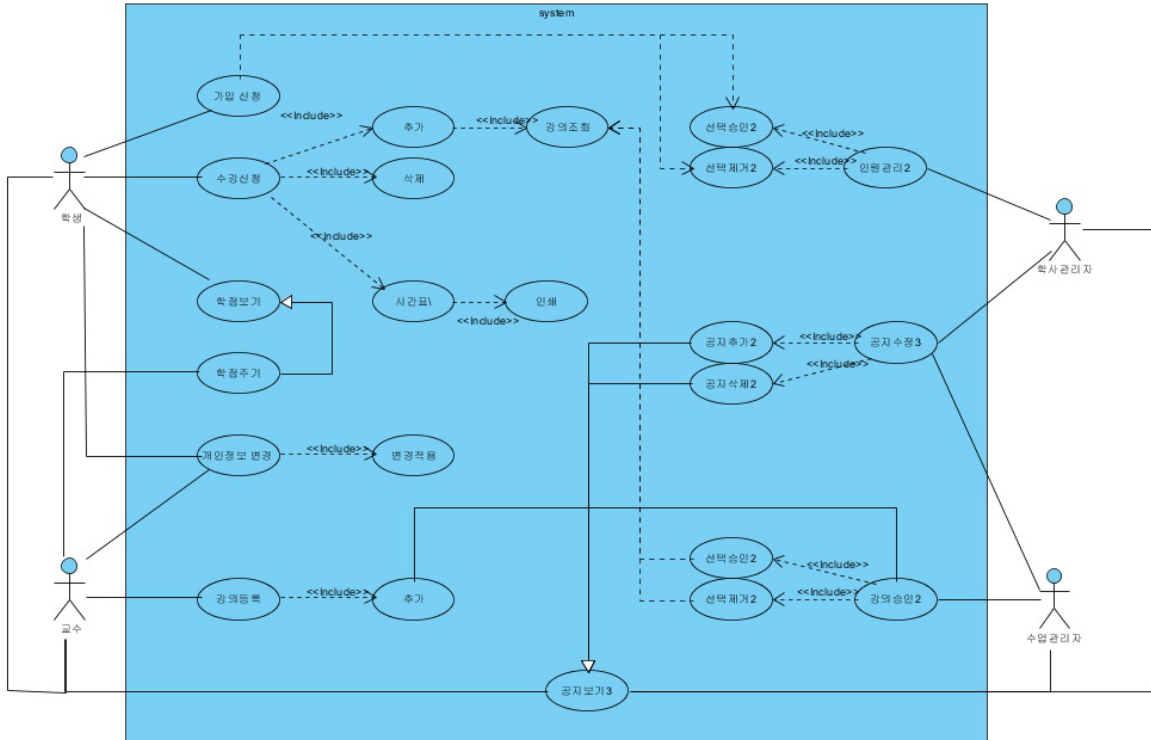 system
가입 신청
<<Include>>
추가
<<Include>>
강의조회
선택승인2
<<Include>>
선택제거2
<<Include>>
인원관리2
수강신청
<<Include>>
삭제
학생
<<Include>>
학사관리자
학점보기
시간표\
<<Include>>
인쇄
공지추가2
<<Include>>
공지수정3
학점주기
공지삭제2
<<Include>>
개인정보 변경
<<Include>>
변경적용
선택승인2
<<Include>>
강의등록
<<Include>>
추가
선택제거2
<<Include>>
강의승인2
교수
수업관리자
공지보기3